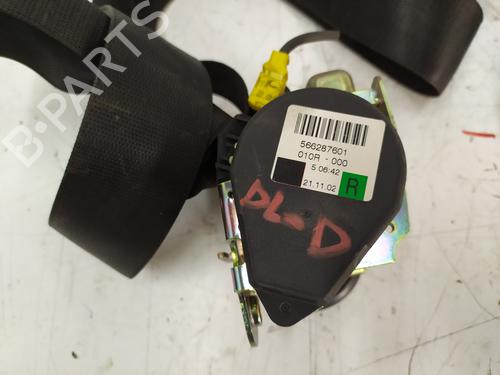 B-PARTS
566287601
010R - 000
5 06:42
21.11.02
R
DL-D